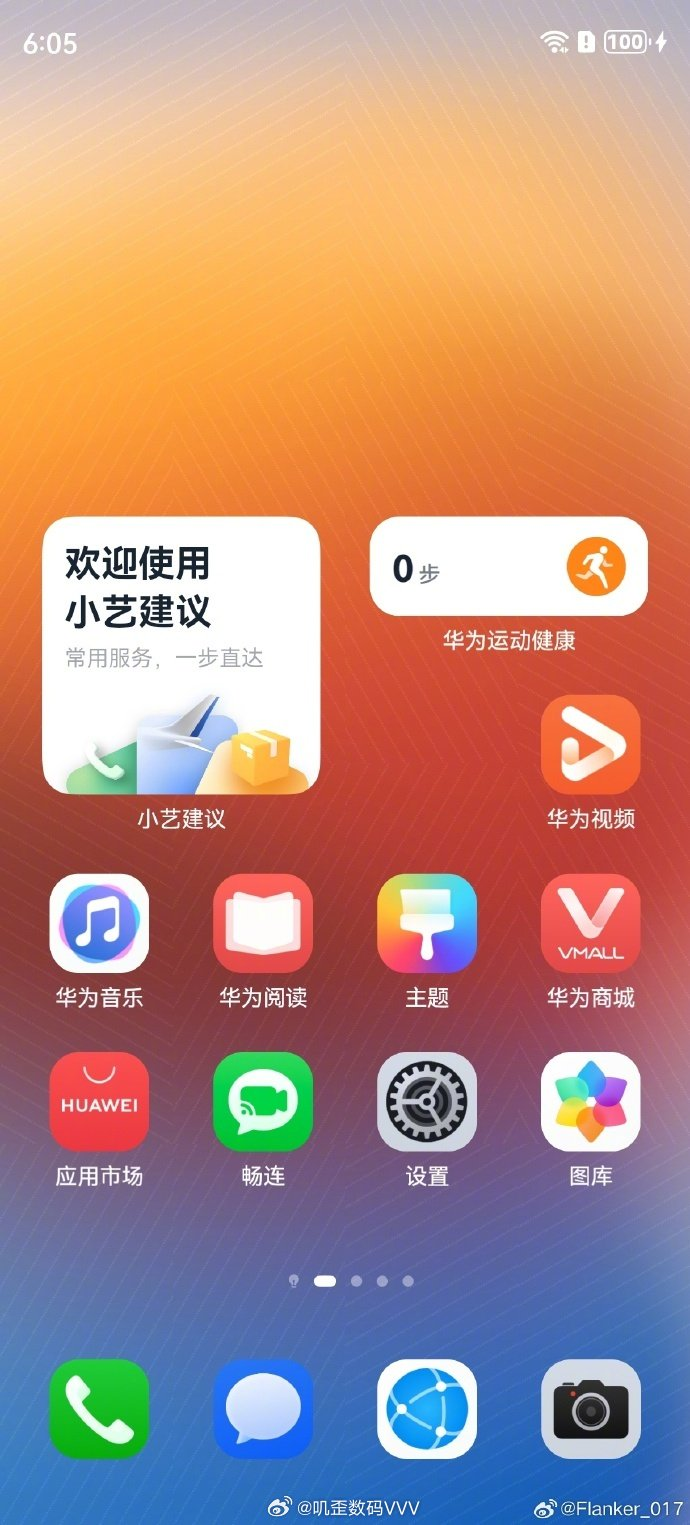 6:05
100
欢迎使用
小艺建议
常用服务，一步直达
小艺建议
0步
华为运动健康
华为视频
华为音乐
华为阅读
主题
VMALL
华为商城
HUAWEI
应用市场
畅连
设置
图库
@叽歪数码VVV
@Flanker_017